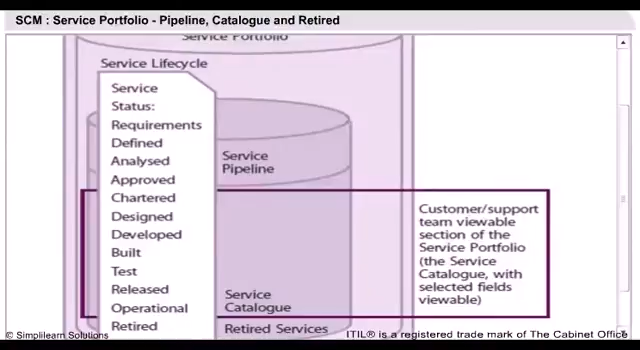 SCM : Service Portfolio - Pipeline, Catalogue and Retired
Service Portfolio
Service Lifecycle
Service
Status:
Requirements
Defined
Analysed
Approved
Chartered
Designed
Developed
Built
Test
Released
Operational
Retired
Service
Pipeline
Service
Catalogue
Retired Services
Customer/support
team viewable
section of the
Service Portfolio
(the Service
Catalogue, with
selected fields
viewable)
© Simplilearn Solutions
ITIL® is a registered trade mark of The Cabinet Office